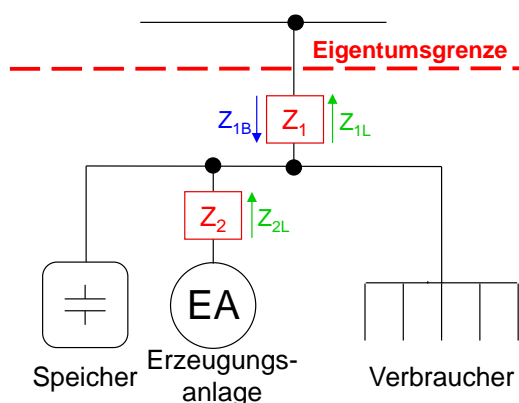 Eigentumsgrenze
Z1B
Z1
Z1L
Z2
Z2L
EA
Speicher
Erzeugungs-
anlage
Verbraucher